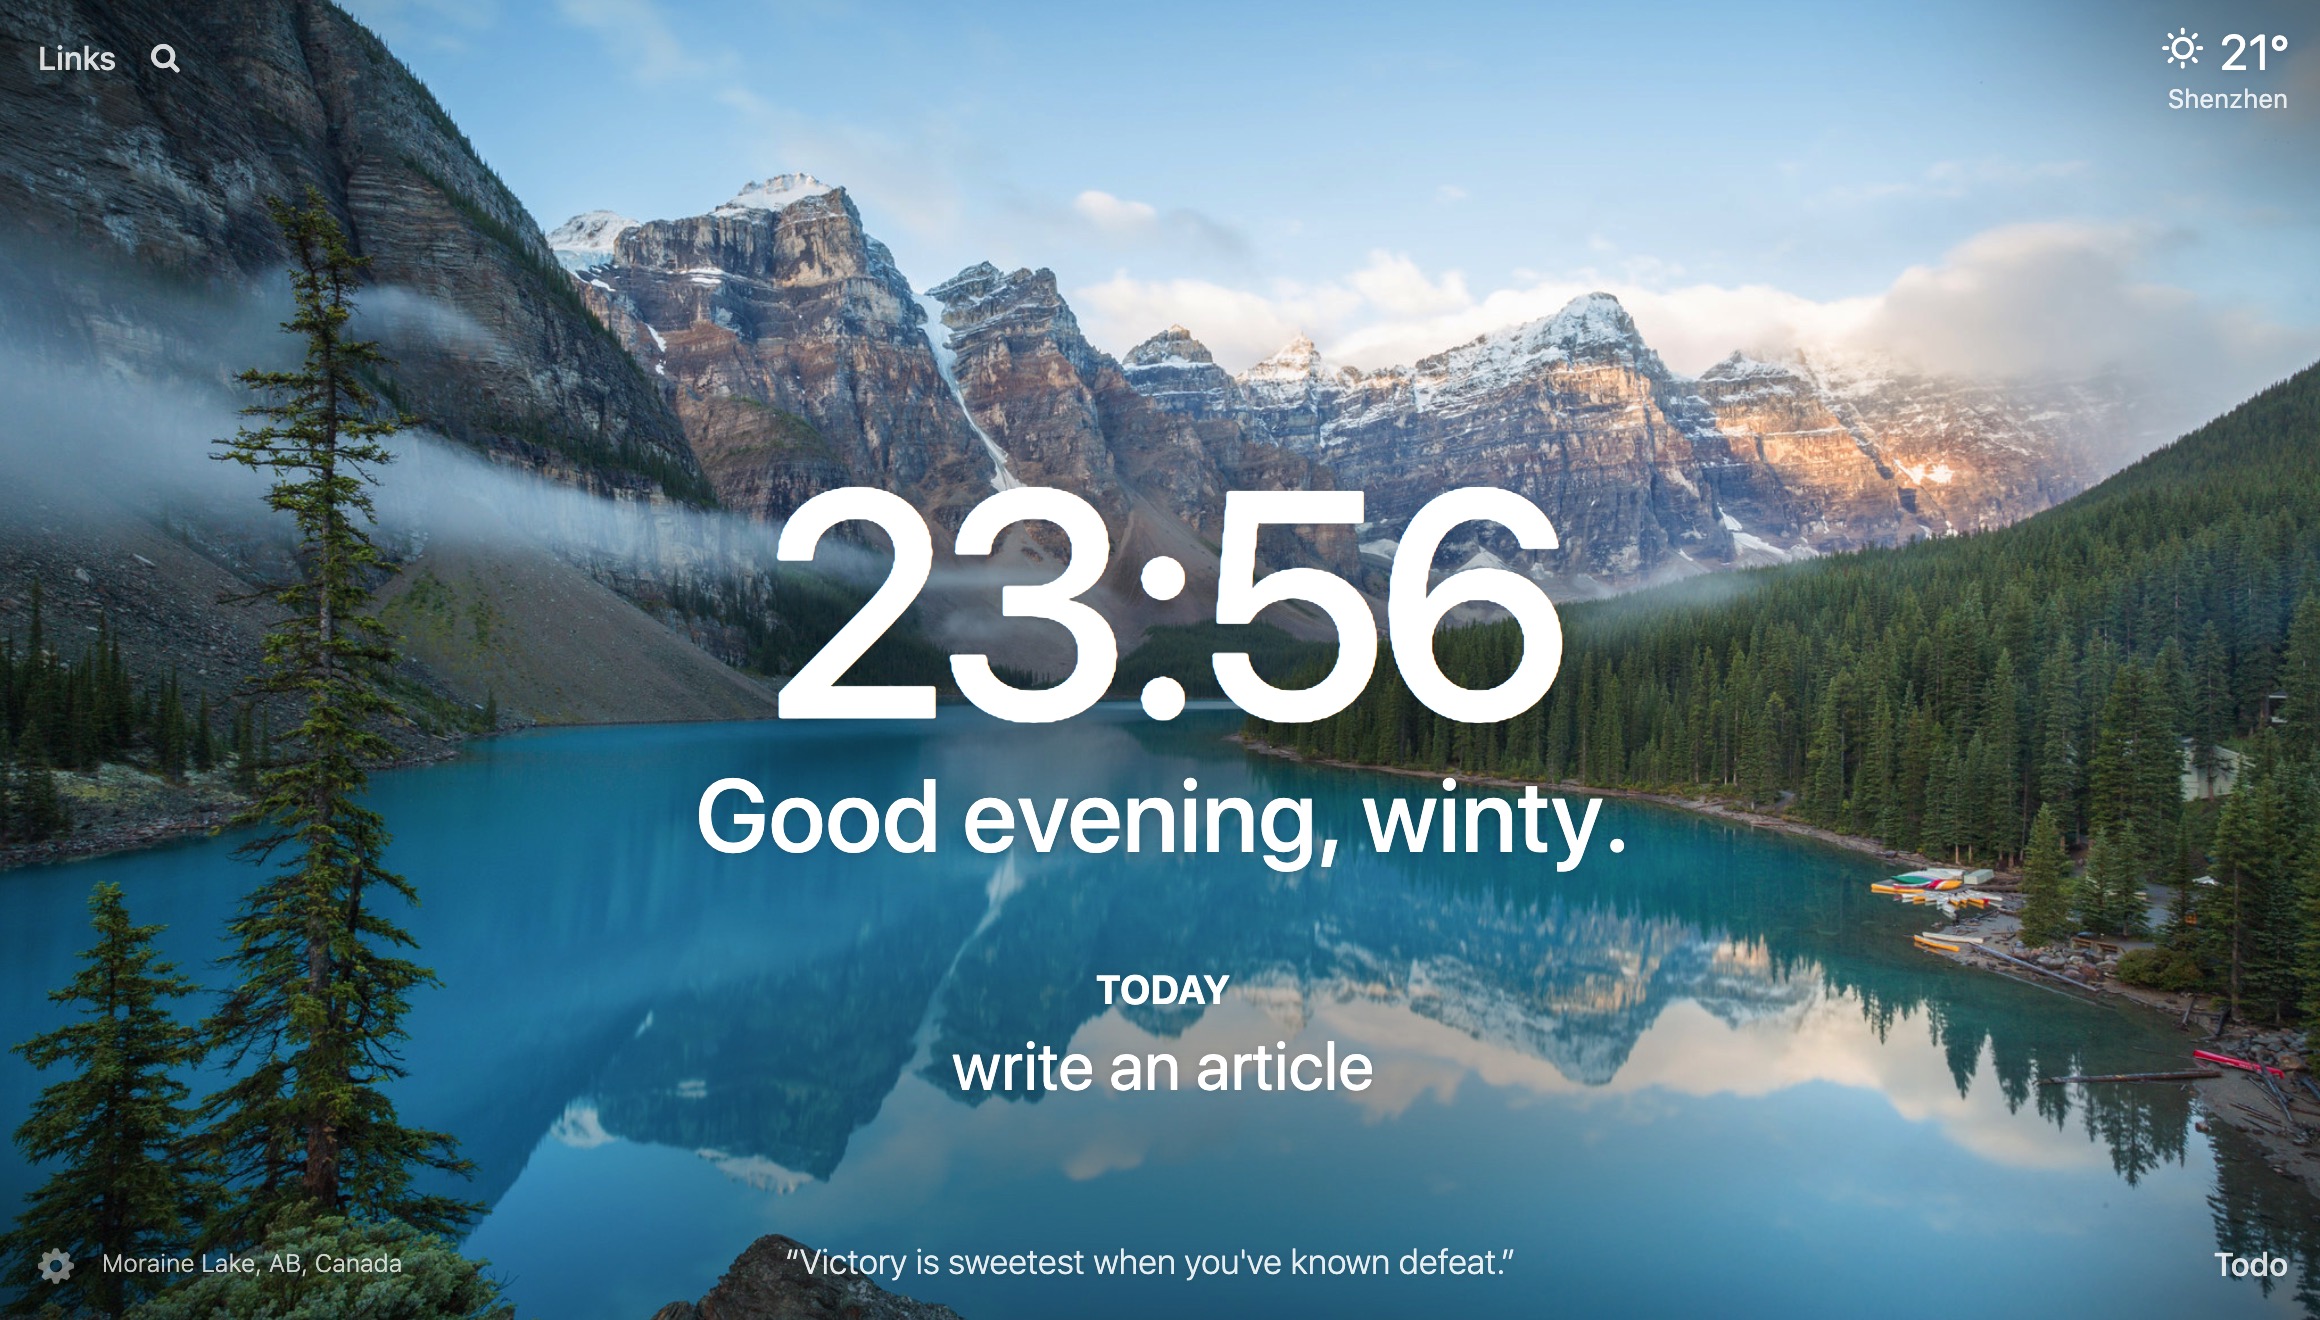 Links
21°
Shenzhen
23:56
Good evening, winty.
TODAY
write an article
Moraine Lake, AB, Canada
“Victory is sweetest when you've known defeat.”
Todo